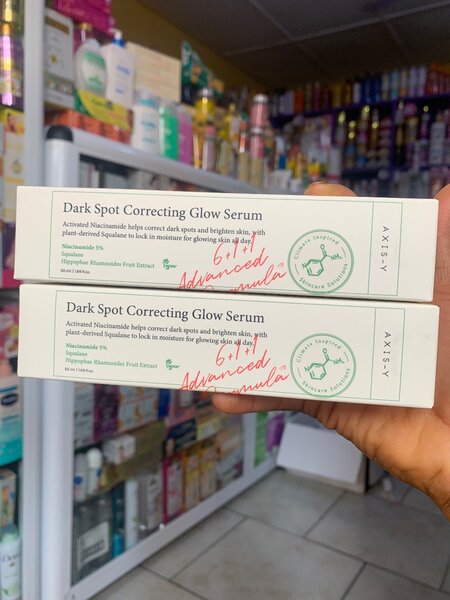 Dark Spot Correcting Glow Serum
Activated Niacinamide helps correct dark spots and brighten skin, with
plant-derived Squalane to lock in moisture for glowing skin all day.
Niacinamide 5%
Squalane
Hippophae Rhamnoides Fruit Extract
50 ml / 1.69 fl.oz.
Vegan
6+1+1
Advanced
Formula
Climate Inspired
Skincare Solutions
AXIS-Y
Dark Spot Correcting Glow Serum
Activated Niacinamide helps correct dark spots and brighten skin, with
plant-derived Squalane to lock in moisture for glowing skin all day.
Niacinamide 5%
Squalane
Hippophae Rhamnoides Fruit Extract
50 ml / 1.69 fl.oz.
Vegan
6+1+1
Advanced
Formula
Climate Inspired
Skincare Solutions
AXIS-Y